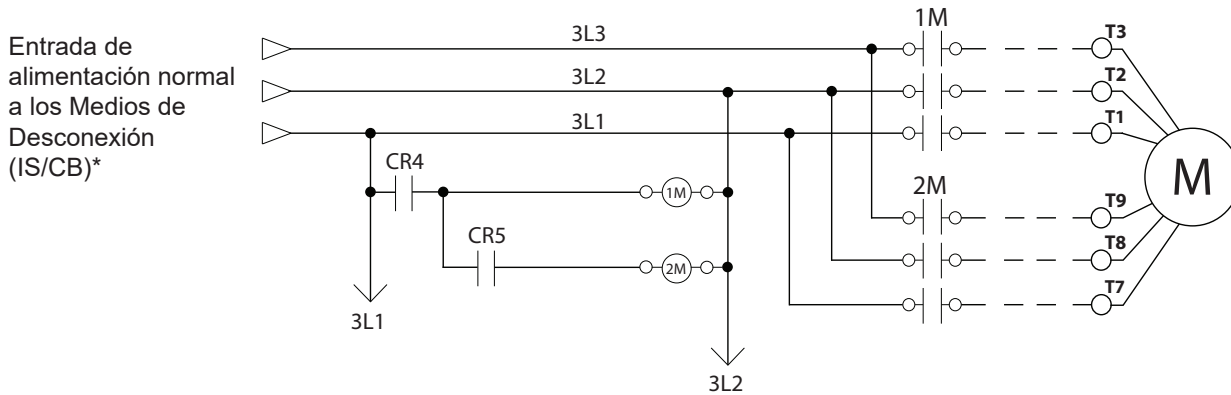 Entrada de
alimentación normal
a los Medios de
Desconexión
(IS/CB)*
3L3
3L2
3L1
1M
T3
T2
T1
M
CR4
1M
2M
T9
CR5
2M
T8
T7
3L1
3L2